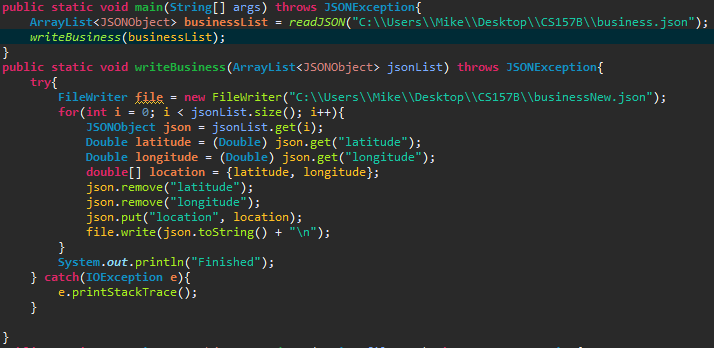 public static void main(String[] args) throws JSONException{
    ArrayList<JSONObject> businessList = readJSON("C:\\Users\\Mike\\Desktop\\CS157B\\business.json");
    writeBusiness(businessList);
}
public static void writeBusiness(ArrayList<JSONObject> jsonList) throws JSONException{
    try{
        FileWriter file = new FileWriter("C:\\Users\\Mike\\Desktop\\CS157B\\businessNew.json");
        for(int i = 0; i < jsonList.size(); i++){
            JSONObject json = jsonList.get(i);
            Double latitude = (Double) json.get("latitude");
            Double longitude = (Double) json.get("longitude");
            double[] location = {latitude, longitude};
            json.remove("latitude");
            json.remove("longitude");
            json.put("location", location);
            file.write(json.toString() + "\n");
        }
        System.out.println("Finished");
    } catch(IOException e){
        e.printStackTrace();
    }

}